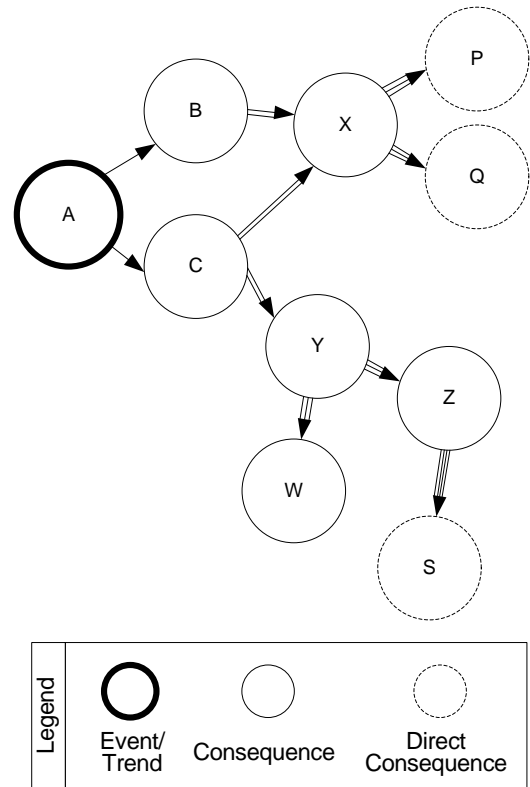 P
B
X
Q
A
C
Y
Z
W
S
Legend
Event/
Trend
Consequence
Direct
Consequence